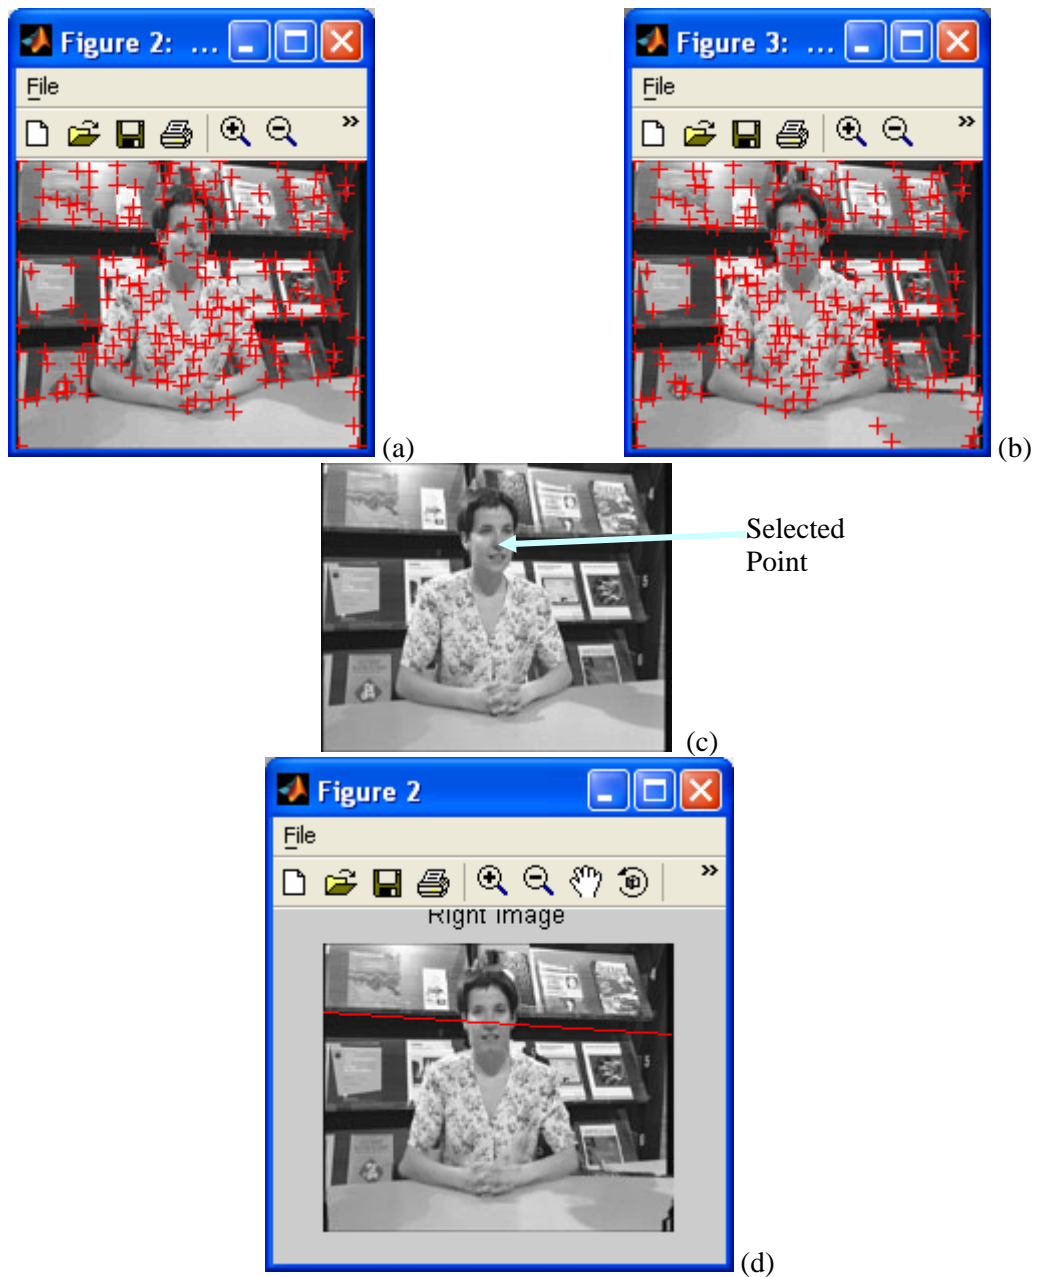 Figure 2: ...
File
»
(a)
Figure 3: ...
File
»
(b)
Selected
Point
(c)
Figure 2
File
»
Right Image
(d)